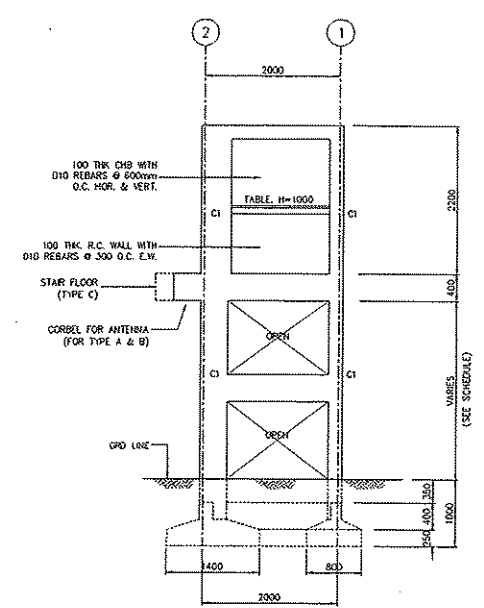 2
1
2000
100 THK CHB WITH
D10 REBARS @ 600mm
O.C. HOR. & VERT.
TABLE, H=1000
C1
C1
2200
100 THK. R.C. WALL WITH
D10 REBARS @ 300 O.C. E.W.
STAIR FLOOR
(TYPE C)
400
CORBEL FOR ANTENNA
(FOR TYPE A & B)
OPEN
C1
C1
VARIES
(SEE SCHEDULE)
OPEN
GRD LINE
350
400
250
1000
1400
800
2000